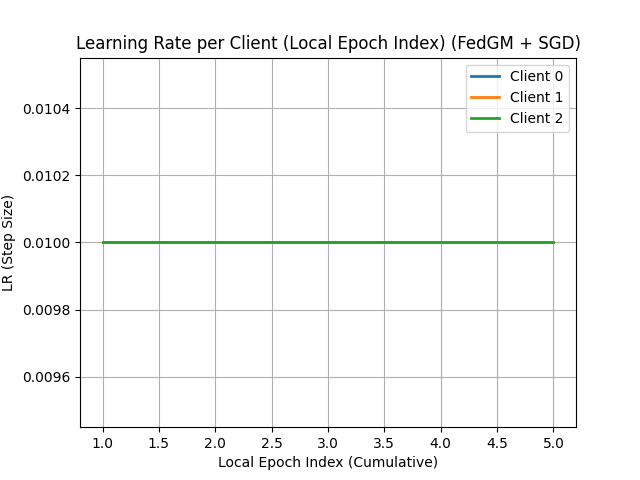 Learning Rate per Client (Local Epoch Index) (FedGM + SGD)
Client 0
Client 1
Client 2
LR (Step Size)
0.0104
0.0102
0.0100
0.0098
0.0096
1.0 1.5 2.0 2.5 3.0 3.5 4.0 4.5 5.0
Local Epoch Index (Cumulative)